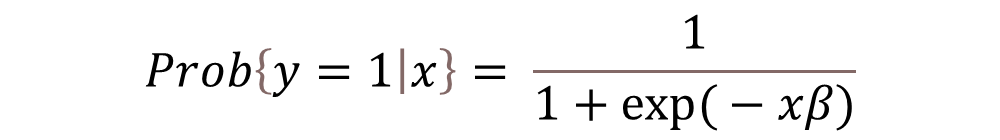 Prob{y = 1|x} = 1 / 1 + exp( − xβ)